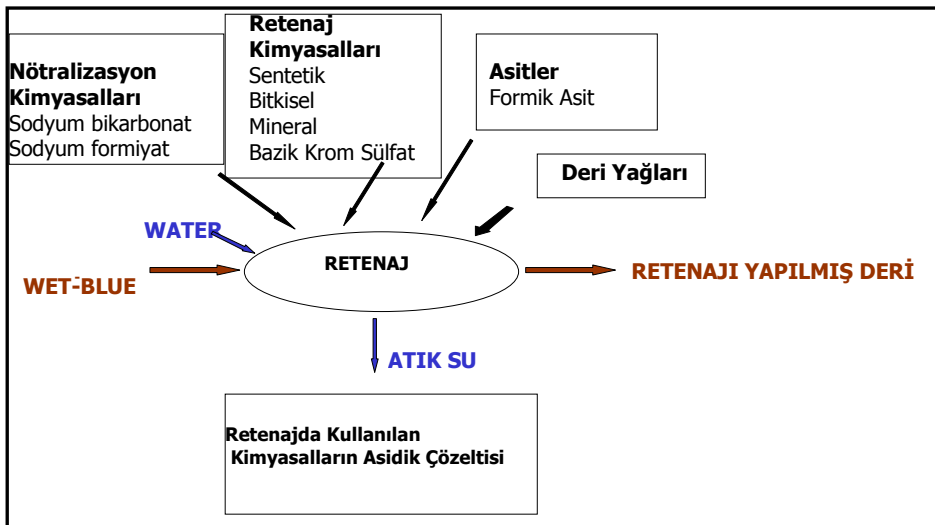 Nötralizasyon
Kimyasalları
Sodyum bikarbonat
Sodyum formiyat
Retenaj
Kimyasalları
Sentetik
Bitkisel
Mineral
Bazik Krom Sülfat
Asitler
Formik Asit
Deri Yağları
WATER
WET-BLUE
RETENAJ
RETENAJI YAPILMIŞ DERİ
ATIK SU
Retenajda Kullanılan
Kimyasalların Asidik Çözeltisi